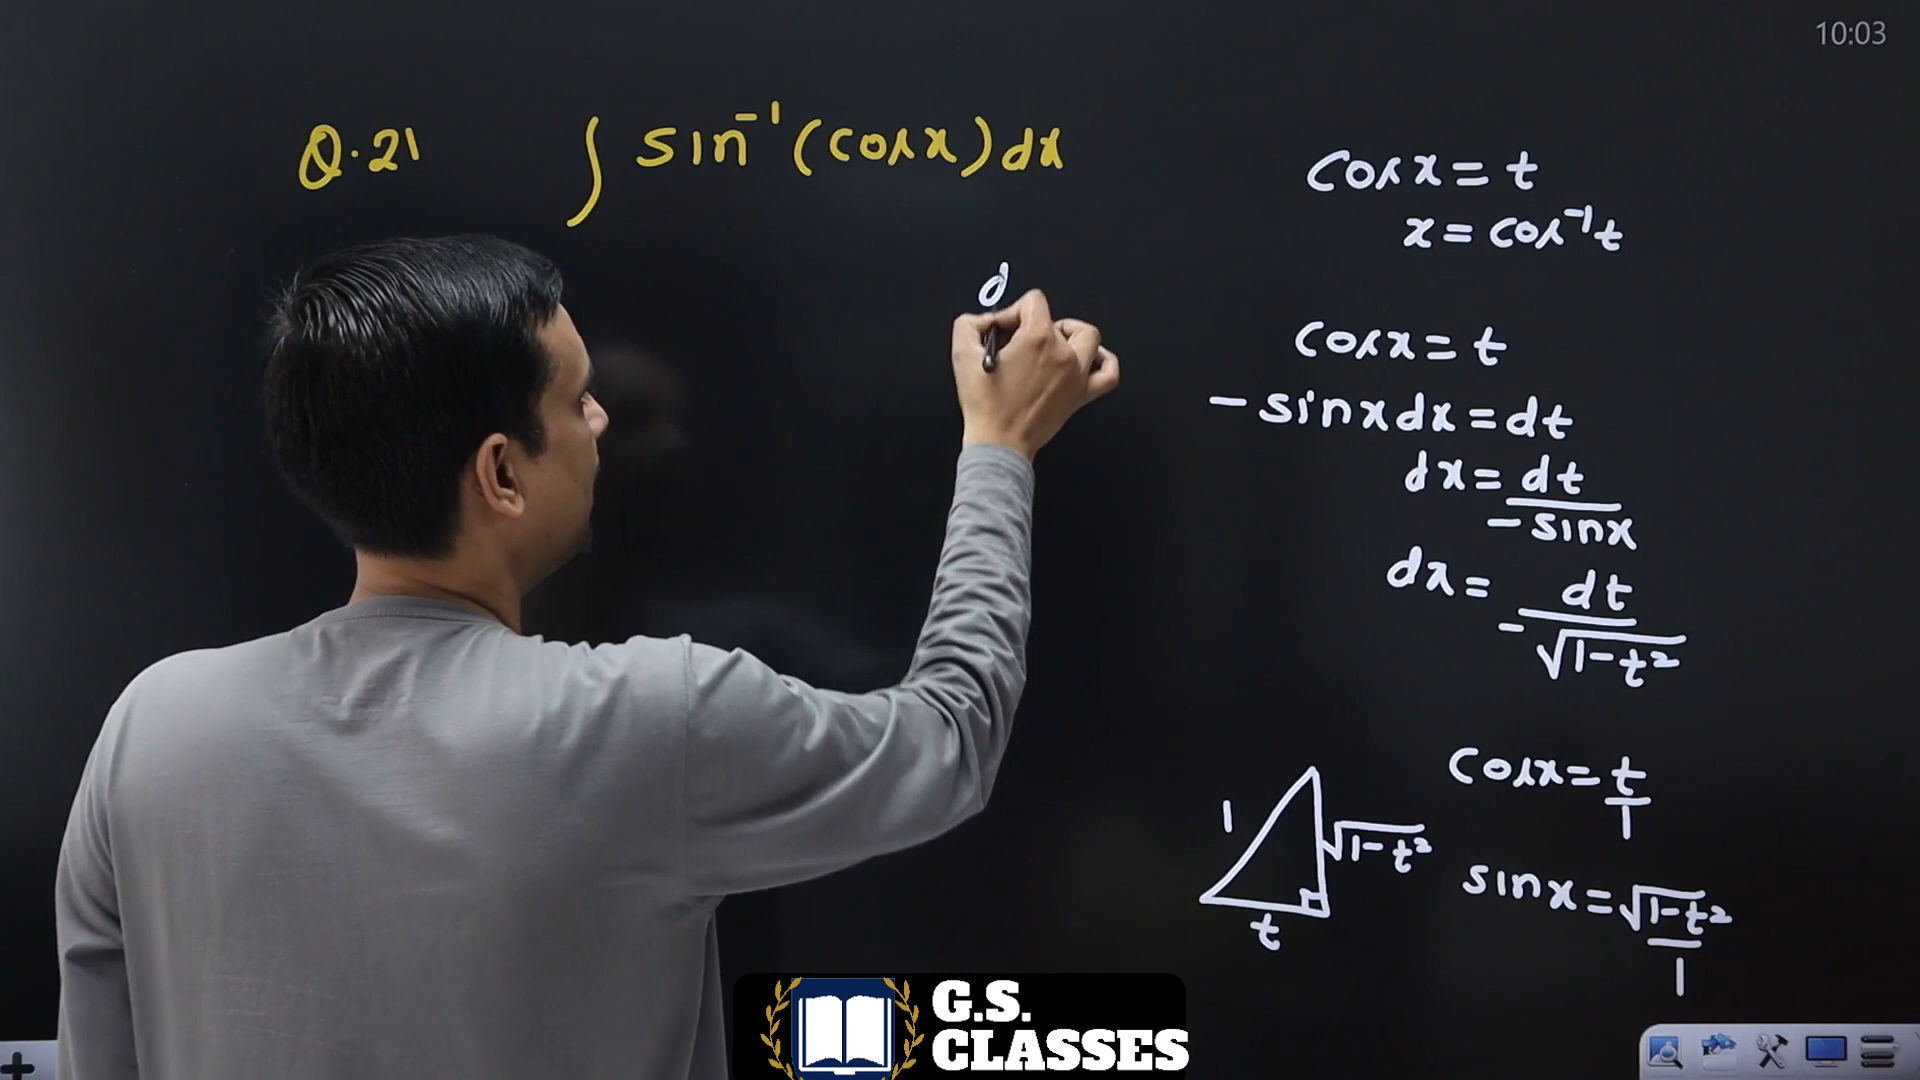 10:03
Q.21 ∫ sin⁻¹(cosx)dx
d
cosx = t
x = cos⁻¹t
cosx = t
-sinxdx = dt
dx = dt
-sinx
dx = dt
-√1-t²
cosx = t
1
1
√1-t²
t
sinx = √1-t²
1
G.S.
CLASSES